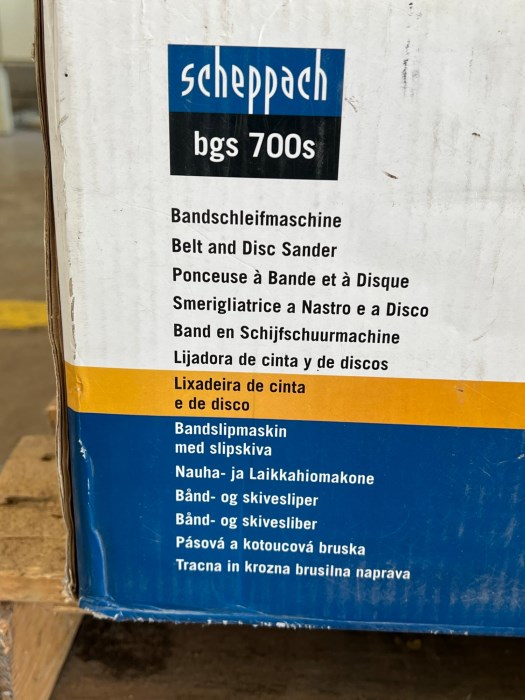 scheppach
bgs 700s
Bandschleifmaschine
Belt and Disc Sander
Ponceuse à Bande et à Disque
Smerigliatrice a Nastro e a Disco
Band en Schijfschuurmachine
Lijadora de cinta y de discos
Lixadeira de cinta
e de disco
Bandslipmaskin
med slipskiva
Nauha- ja Laikkahiomakone
Bånd- og skivesliper
Bånd- og skivesliber
Pásová a kotoucová bruska
Tracna in krozna brusilna naprava